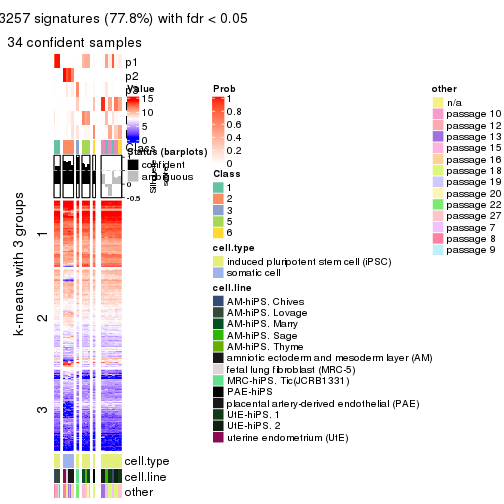 3257 signatures (77.8%) with fdr < 0.05
34 confident samples
p1
p2
p3
Class
Value
15
10
5
0
Status (barplots)
confident
ambiguous
1
0
-0.5
k-means with 3 groups
1
2
3
cell.type
cell.line
other
Prob
1
0.8
0.6
0.4
0.2
0
Class
1
2
3
5
6
cell.type
induced pluripotent stem cell (iPSC)
somatic cell
cell.line
AM-hiPS. Chives
AM-hiPS. Lovage
AM-hiPS. Marry
AM-hiPS. Sage
AM-hiPS. Thyme
amniotic ectoderm and mesoderm layer (AM)
fetal lung fibroblast (MRC-5)
MRC-hiPS. Tic(JCRB1331)
PAE-hiPS
placental artery-derived endothelial (PAE)
UtE-hiPS. 1
UtE-hiPS. 2
uterine endometrium (UtE)
other
n/a
passage 10
passage 12
passage 13
passage 15
passage 16
passage 18
passage 19
passage 20
passage 22
passage 27
passage 7
passage 8
passage 9